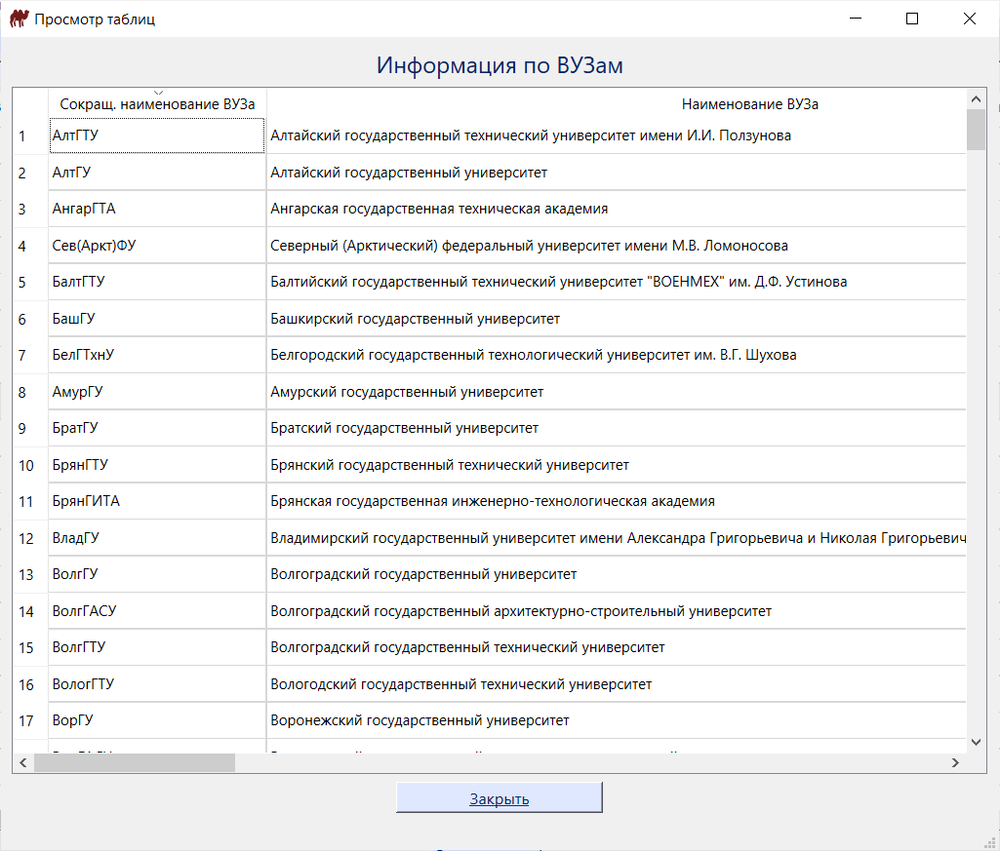 Просмотр таблиц
Информация по ВУЗам
Сокращ. наименование ВУЗа Наименование ВУЗа
1 АлтГТУ Алтайский государственный технический университет имени И.И. Ползунова
2 АлтГУ Алтайский государственный университет
3 АнгарГТА Ангарская государственная техническая академия
4 Сев(Аркт)ФУ Северный (Арктический) федеральный университет имени М.В. Ломоносова
5 БалтГТУ Балтийский государственный технический университет "ВОЕНМЕХ" им. Д.Ф. Устинова
6 БашГУ Башкирский государственный университет
7 БелГТхнУ Белгородский государственный технологический университет им. В.Г. Шухова
8 АмурГУ Амурский государственный университет
9 БратГУ Братский государственный университет
10 БрянГТУ Брянский государственный технический университет
11 БрянГИТА Брянская государственная инженерно-технологическая академия
12 ВладГУ Владимирский государственный университет имени Александра Григорьевича и Николая Григорьевич
13 ВолгГУ Волгоградский государственный университет
14 ВолгГАСУ Волгоградский государственный архитектурно-строительный университет
15 ВолгГТУ Волгоградский государственный технический университет
16 ВологГТУ Вологодский государственный технический университет
17 ВорГУ Воронежский государственный университет
Закрыть